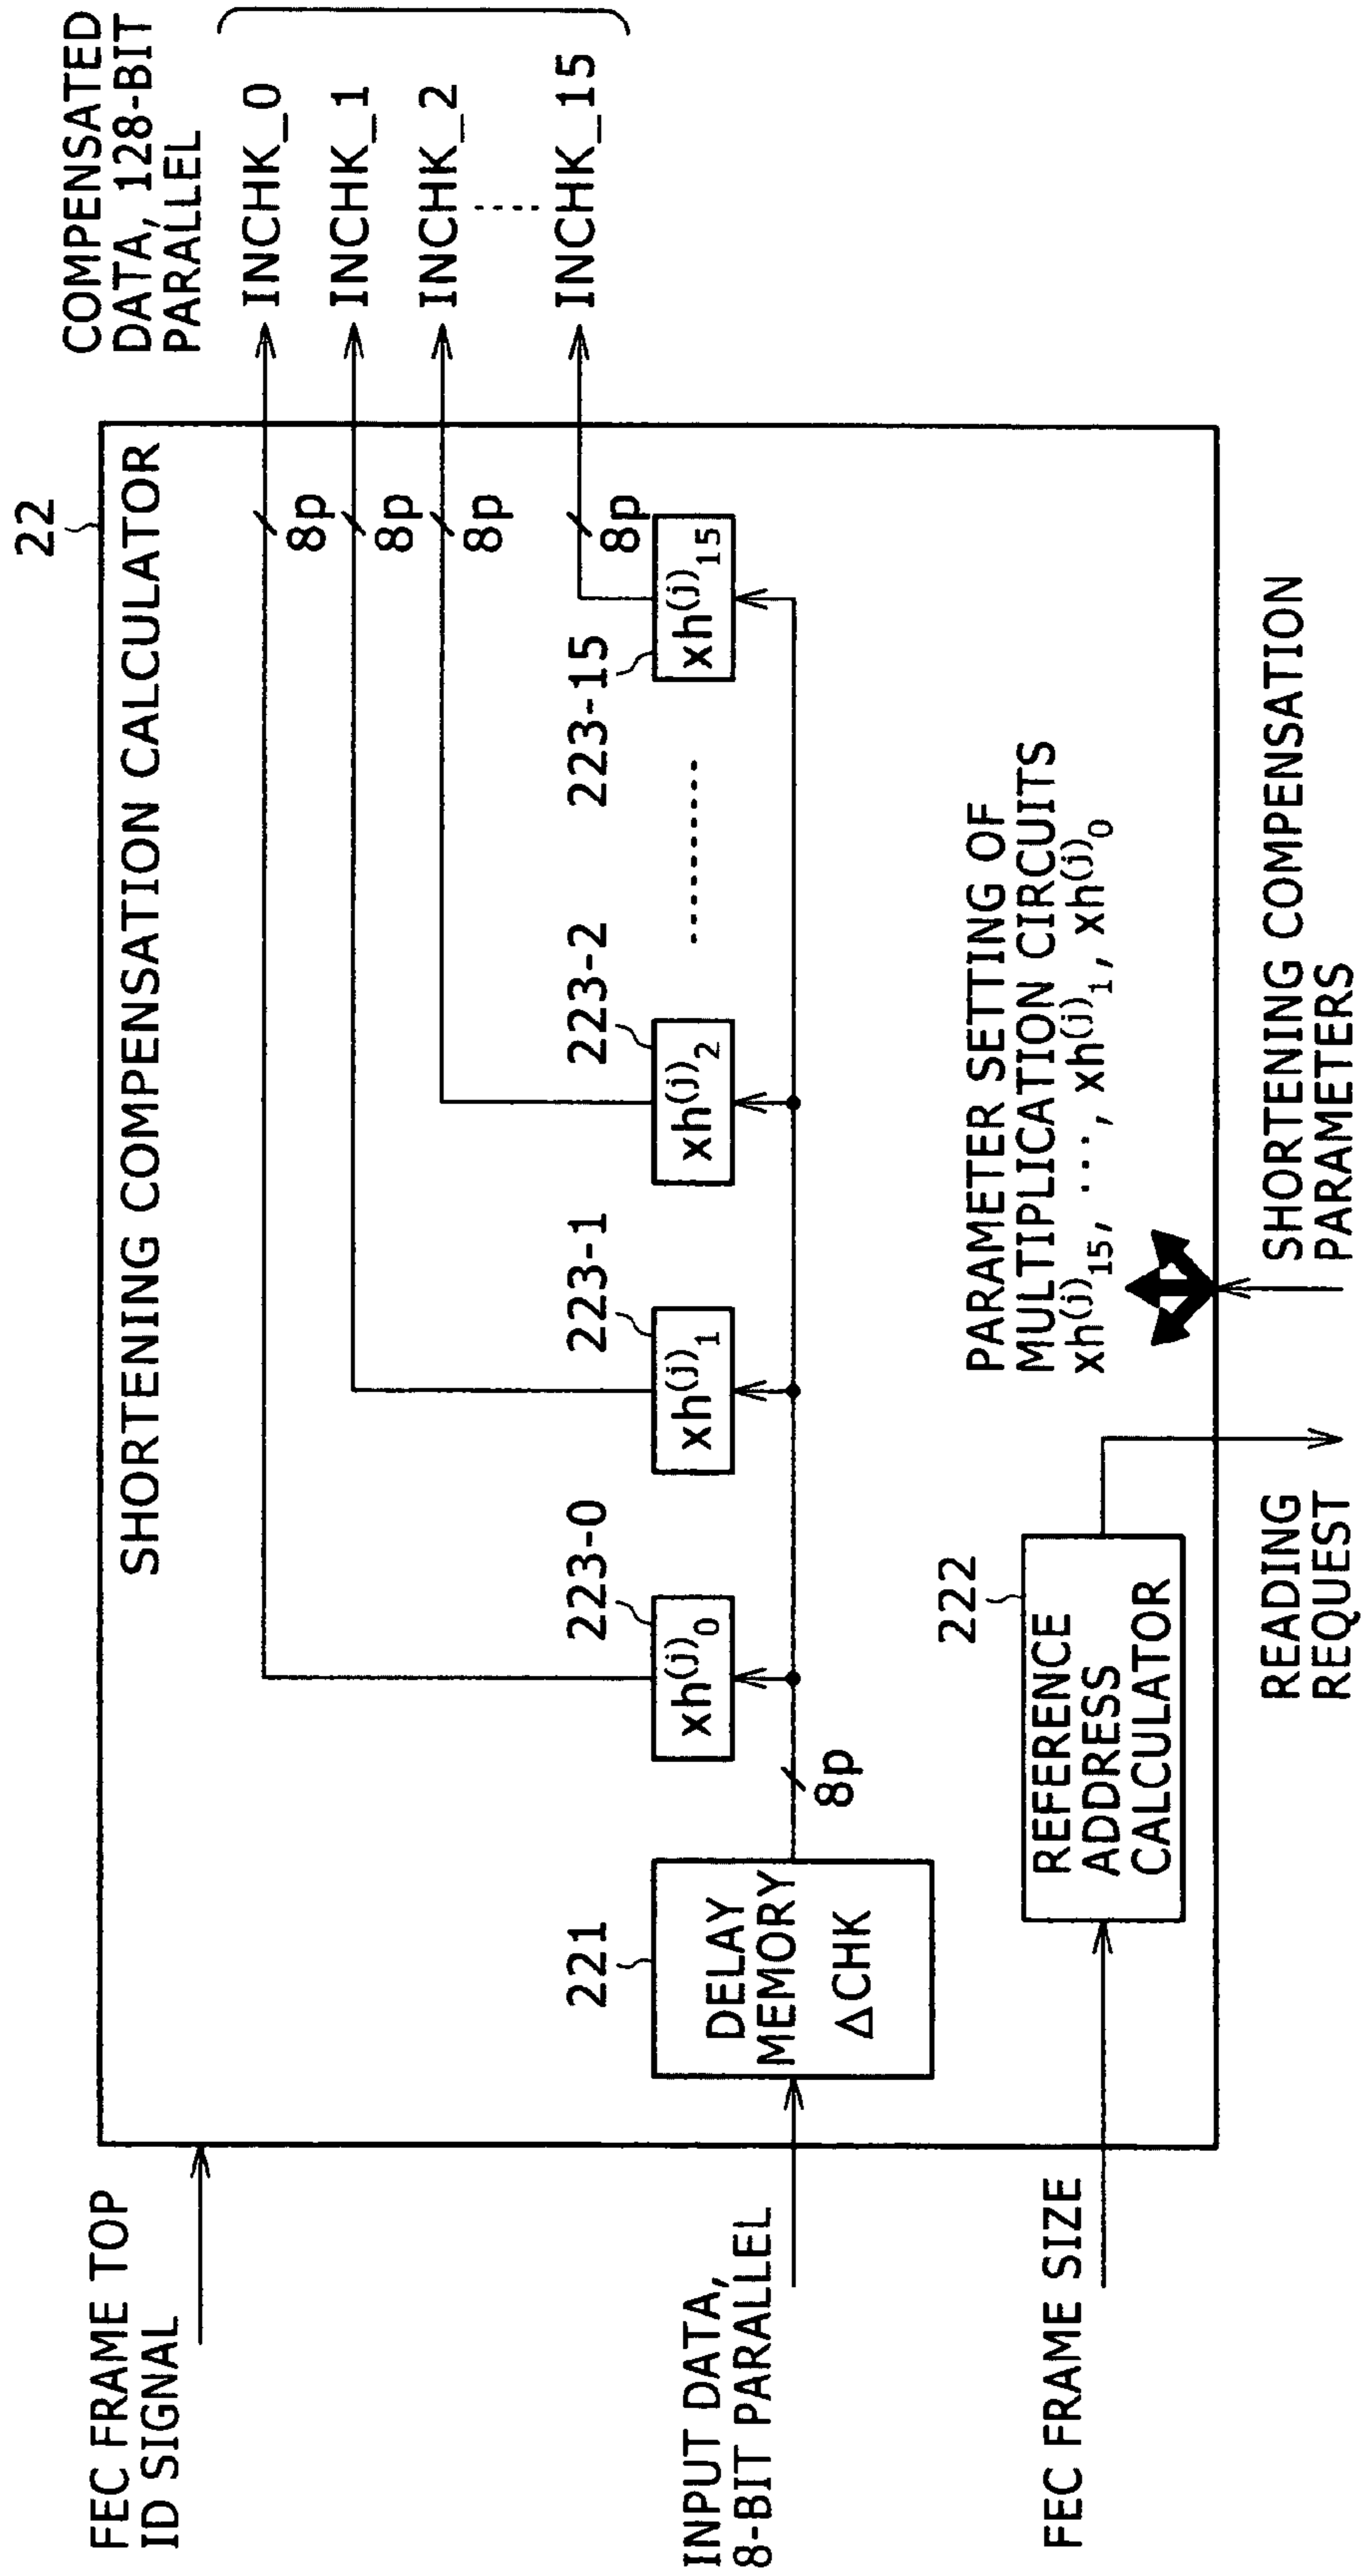 COMPENSATED
DATA, 128-BIT
PARALLEL
22
SHORTENING COMPENSATION CALCULATOR
FEC FRAME TOP
ID SIGNAL
INCHK_0
INCHK_1
INCHK_2
INCHK_15
8p
8p
8p
8p
223-0
xh(j)0
223-1
xh(j)1
223-2
xh(j)2
223-15
xh(j)15
221
DELAY
MEMORY
ΔCHK
8p
INPUT DATA,
8-BIT PARALLEL
222
REFERENCE
ADDRESS
CALCULATOR
FEC FRAME SIZE
PARAMETER SETTING OF
MULTIPLICATION CIRCUITS
xh(j)15, ···, xh(j)1, xh(j)0
READING
REQUEST
SHORTENING COMPENSATION
PARAMETERS